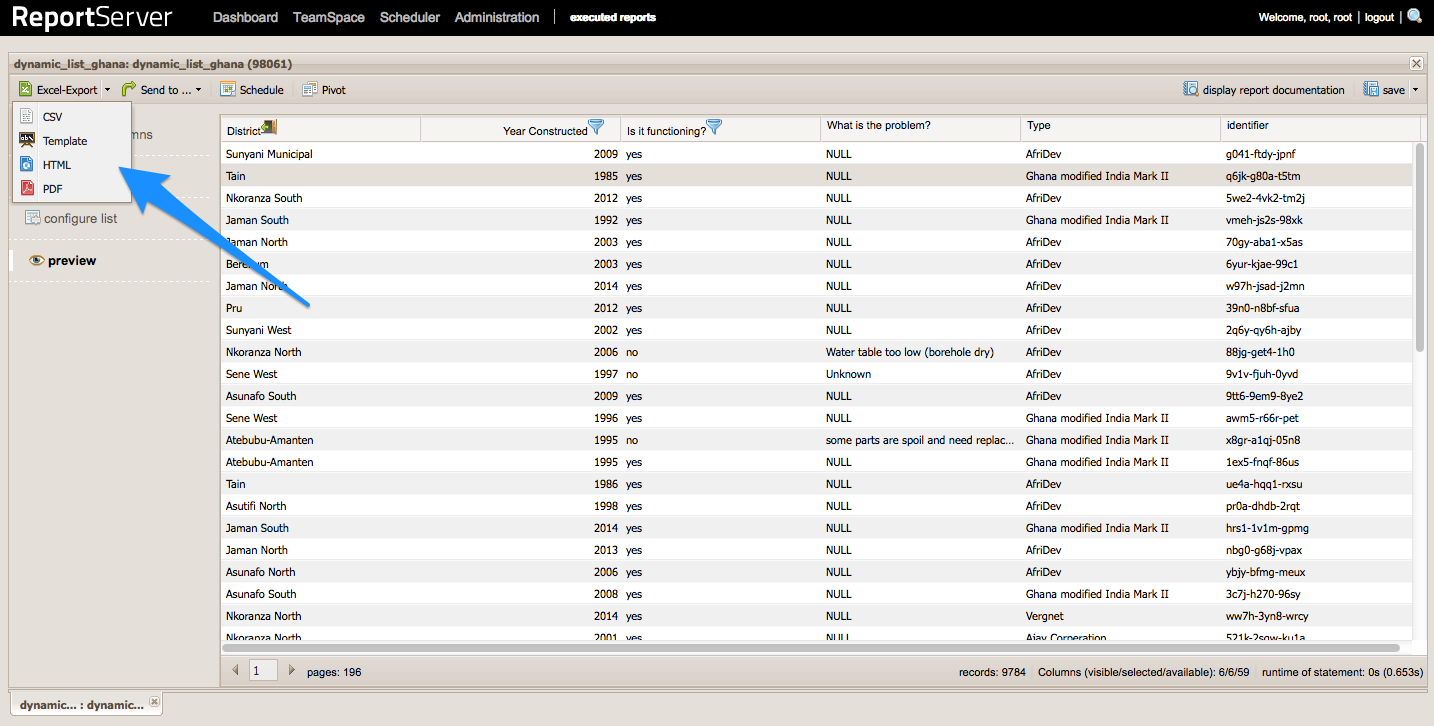 ReportServer Dashboard TeamSpace Scheduler Administration executed reports Welcome, root, root | logout |
dynamic_list_ghana: dynamic_list_ghana (98061)
Excel-Export Send to ... Schedule Pivot display report documentation save
CSV
Template
HTML
PDF
mns
configure list
preview
District Year Constructed Is it functioning? What is the problem? Type identifier
Sunyani Municipal 2009 yes NULL AfriDev g041-ftdy-jpnf
Tain 1985 yes NULL Ghana modified India Mark II q6jk-g80a-t5tm
Nkoranza South 2012 yes NULL AfriDev 5we2-4vk2-tm2j
Jaman South 1992 yes NULL Ghana modified India Mark II vmeh-js2s-98xk
Jaman North 2003 yes NULL AfriDev 70gy-aba1-x5as
2003 yes NULL AfriDev 6yur-kjae-99c1
Jaman North 2014 yes NULL AfriDev w97h-jsad-j2mn
Pru 2012 yes NULL AfriDev 39n0-n8bf-sfua
Sunyani West 2002 yes NULL AfriDev 2q6y-qy6h-ajby
Nkoranza North 2006 no Water table too low (borehole dry) AfriDev 88jg-get4-1h0
Sene West 1997 no Unknown AfriDev 9v1v-fjuh-0yvd
Asunafo South 2009 yes NULL AfriDev 9tt6-9em9-8ye2
Sene West 1996 yes NULL Ghana modified India Mark II awm5-r66r-pet
Atebubu-Amanten 1995 no some parts are spoil and need replac... Ghana modified India Mark II x8gr-a1qj-05n8
Atebubu-Amanten 1995 yes NULL Ghana modified India Mark II 1ex5-fnqf-86us
Tain 1986 yes NULL AfriDev ue4a-hqq1-rxsu
Asutifi North 1998 yes NULL AfriDev pr0a-dhdb-2rqt
Jaman South 2014 yes NULL Ghana modified India Mark II hrs1-1v1m-gpmg
Jaman North 2013 yes NULL AfriDev nbg0-g68j-vpax
Asunafo North 2006 yes NULL AfriDev ybjy-bfmg-meux
Asunafo South 2008 yes NULL Ghana modified India Mark II 3c7j-h270-96sy
Nkoranza North 2014 yes NULL Vergnet ww7h-3yn8-wrcy
Nkoranza North 2001 yes NULL
1 pages: 196 records: 9784 Columns (visible/selected/available): 6/6/59 runtime of statement: 0s (0.653s)
dynamic... : dynamic...